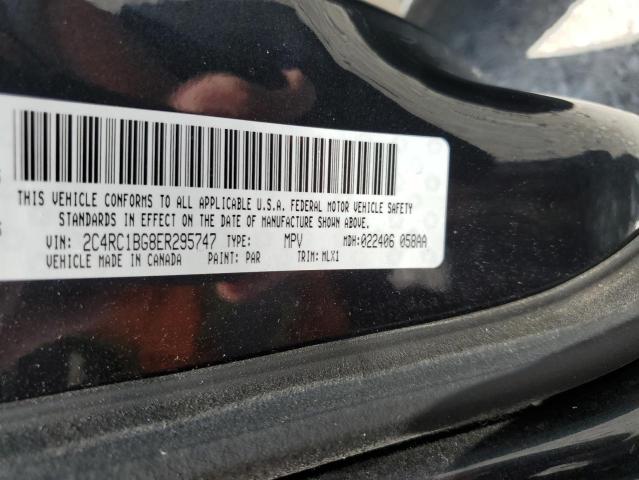 THIS VEHICLE CONFORMS TO ALL APPLICABLE U.S.A. FEDERAL MOTOR VEHICLE SAFETY
STANDARDS IN EFFECT ON THE DATE OF MANUFACTURE SHOWN ABOVE.
VIN: 2C4RC1BG8ER295747 TYPE: MPV MDH:022406 058AA
VEHICLE MADE IN CANADA PAINT: PAR TRIM: MLX1